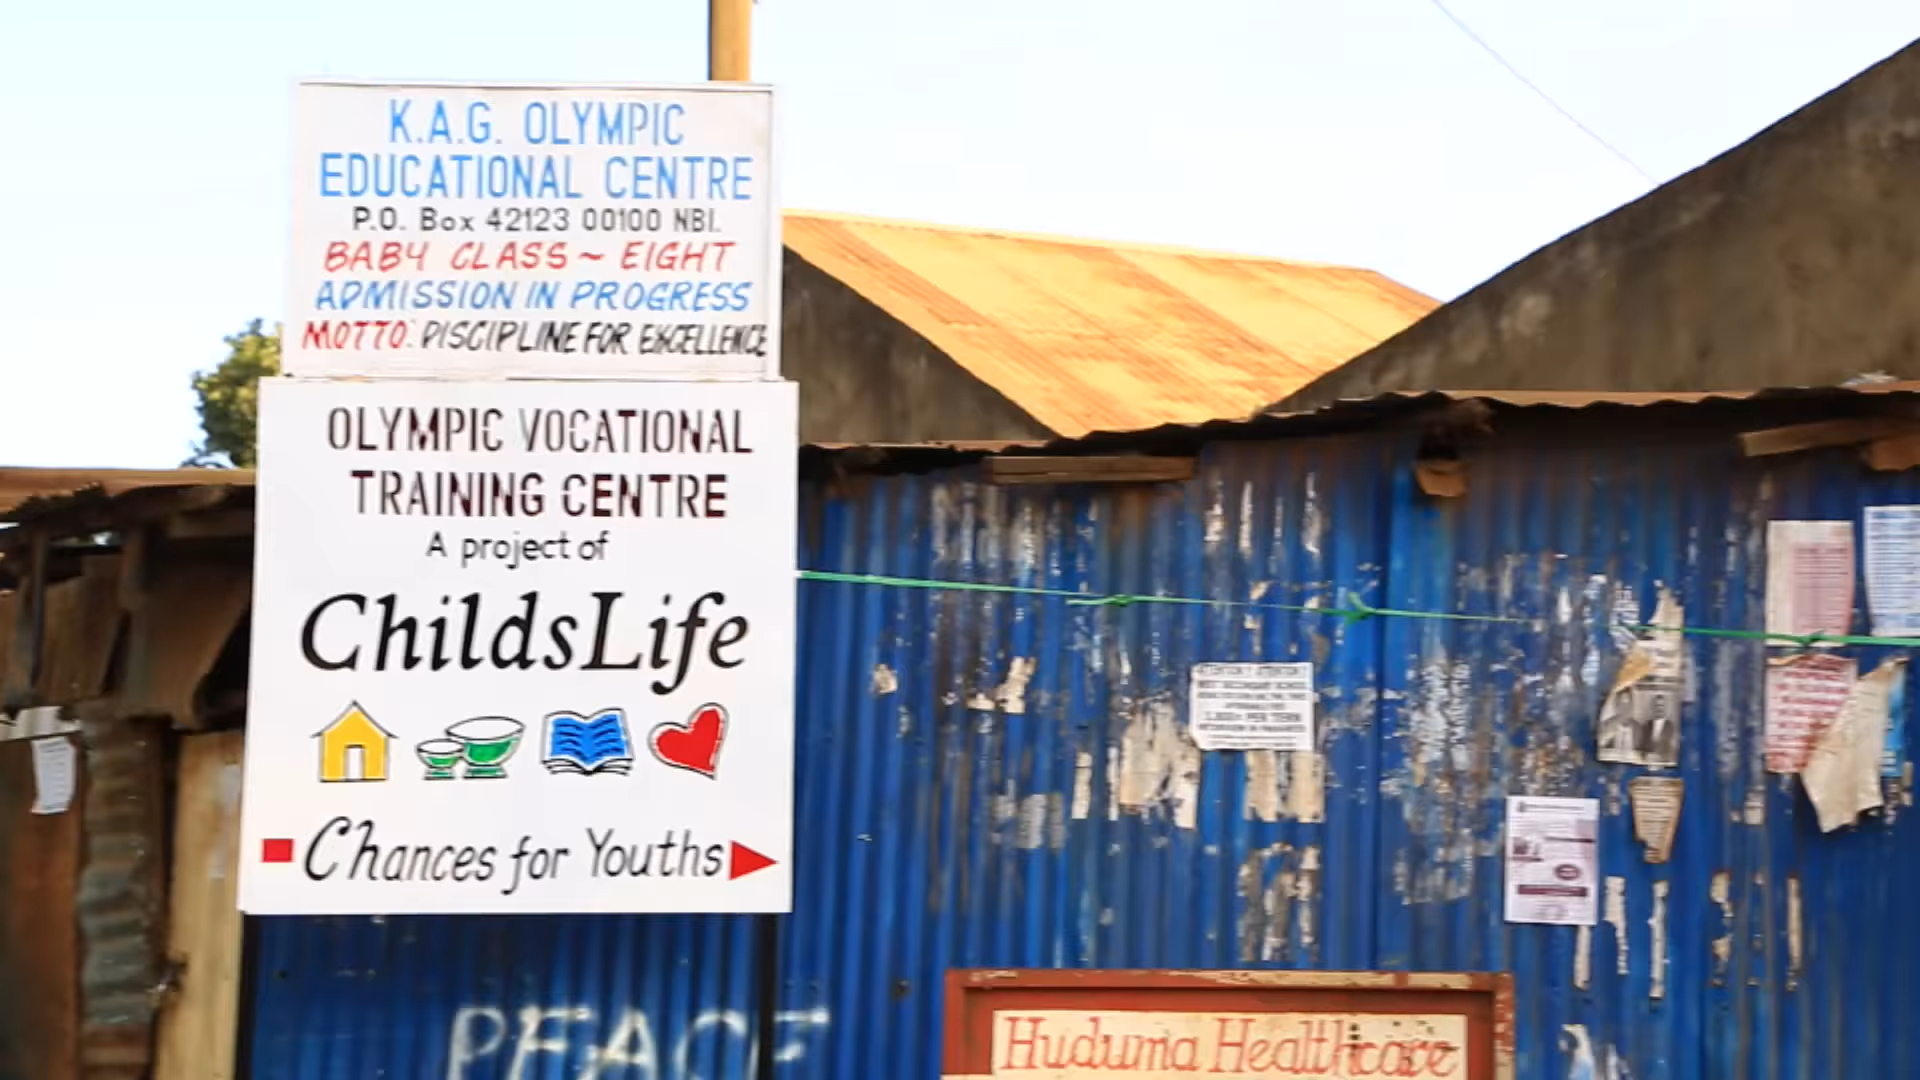 K.A.G. OLYMPIC
EDUCATIONAL CENTRE
P.O. Box 42123 00100 NBI.
BABY CLASS ~ EIGHT
ADMISSION IN PROGRESS
MOTTO: DISCIPLINE FOR EXCELLENCE
OLYMPIC VOCATIONAL
TRAINING CENTRE
A project of
ChildsLife
Chances for Youths
PEACE
Huduma Healthcare